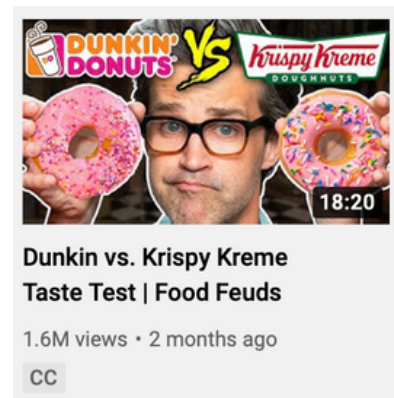 DUNKIN' DONUTS
VS
Krispy Kreme
DOUGHNUTS
18:20
Dunkin vs. Krispy Kreme
Taste Test | Food Feuds
1.6M views • 2 months ago
CC